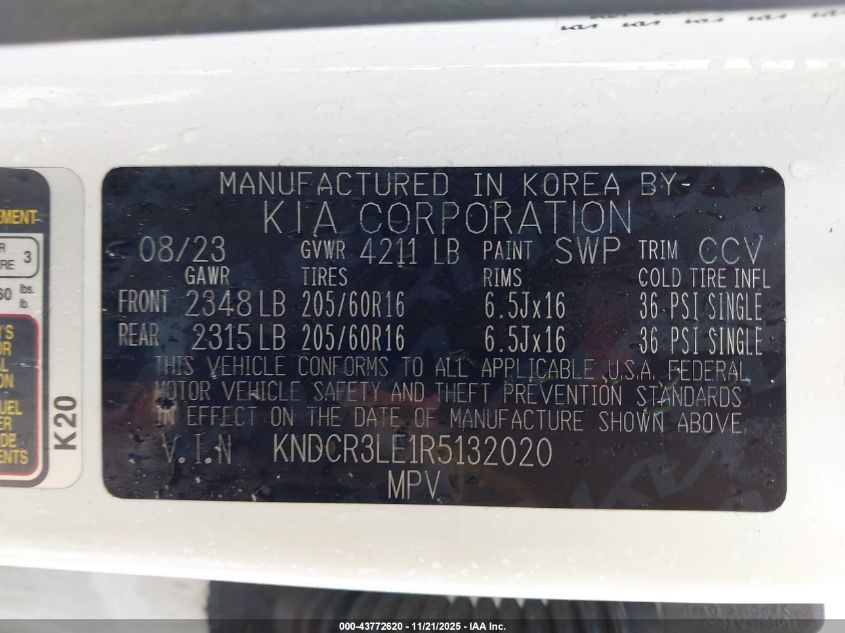 MANUFACTURED IN KOREA BY-
KIA CORPORATION
08/23 GVWR 4211 LB PAINT SWP TRIM CCV
GAWR TIRES RIMS COLD TIRE INFL
FRONT 2348 LB 205/60R16 6.5Jx16 36 PSI SINGLE
REAR 2315 LB 205/60R16 6.5Jx16 36 PSI SINGLE
THIS VEHICLE CONFORMS TO ALL APPLICABLE U.S.A. FEDERAL
MOTOR VEHICLE SAFETY AND THEFT PREVENTION STANDARDS
IN EFFECT ON THE DATE OF MANUFACTURE SHOWN ABOVE.
V.I.N KNDCR3LE1R5132020
MPV
K20
3
lbs.
000-43772620 - 11/21/2025 - IAA Inc.